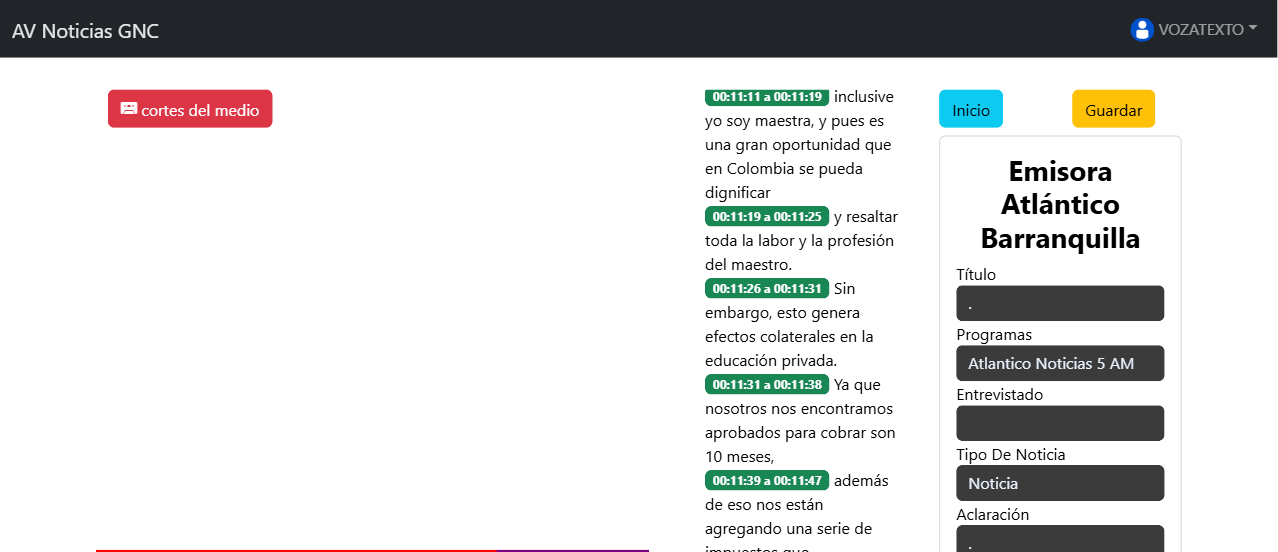 AV Noticias GNC
VOZATEXTO
cortes del medio
00:11:11 a 00:11:19 inclusive
yo soy maestra, y pues es
una gran oportunidad que
en Colombia se pueda
dignificar
00:11:19 a 00:11:25 y resaltar
toda la labor y la profesión
del maestro.
00:11:26 a 00:11:31 Sin
embargo, esto genera
efectos colaterales en la
educación privada.
00:11:31 a 00:11:38 Ya que
nosotros nos encontramos
aprobados para cobrar son
10 meses,
00:11:39 a 00:11:47 además
de eso nos están
agregando una serie de
impuestos que
Inicio
Guardar
Emisora
Atlántico
Barranquilla
Título
.
Programas
Atlantico Noticias 5 AM
Entrevistado
Tipo De Noticia
Noticia
Aclaración
.